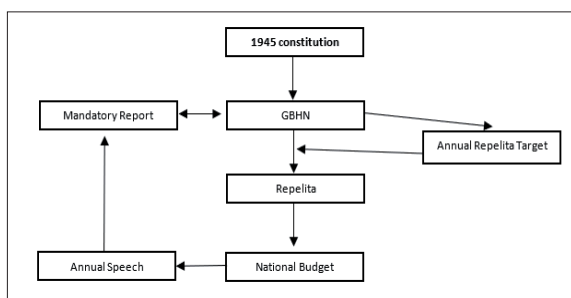 1945 constitution
Mandatory Report
GBHN
Annual Repelita Target
Repelita
Annual Speech
National Budget